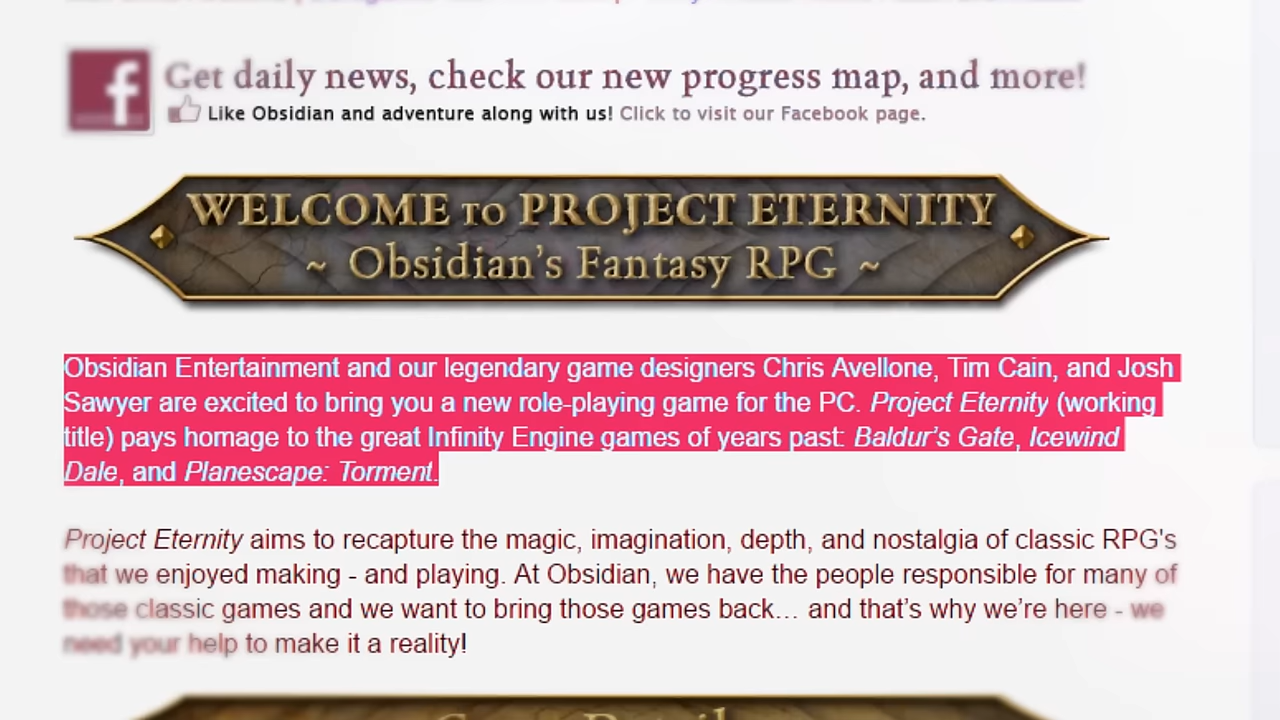 Get daily news, check our new progress map, and more!
Like Obsidian and adventure along with us! Click to visit our Facebook page.
WELCOME TO PROJECT ETERNITY
~ Obsidian's Fantasy RPG ~
Obsidian Entertainment and our legendary game designers Chris Avellone, Tim Cain, and Josh
Sawyer are excited to bring you a new role-playing game for the PC. Project Eternity (working
title) pays homage to the great Infinity Engine games of years past: Baldur’s Gate, Icewind
Dale, and Planescape: Torment.
Project Eternity aims to recapture the magic, imagination, depth, and nostalgia of classic RPG's
that we enjoyed making - and playing. At Obsidian, we have the people responsible for many of
those classic games and we want to bring those games back… and that’s why we’re here - we
need your help to make it a reality!